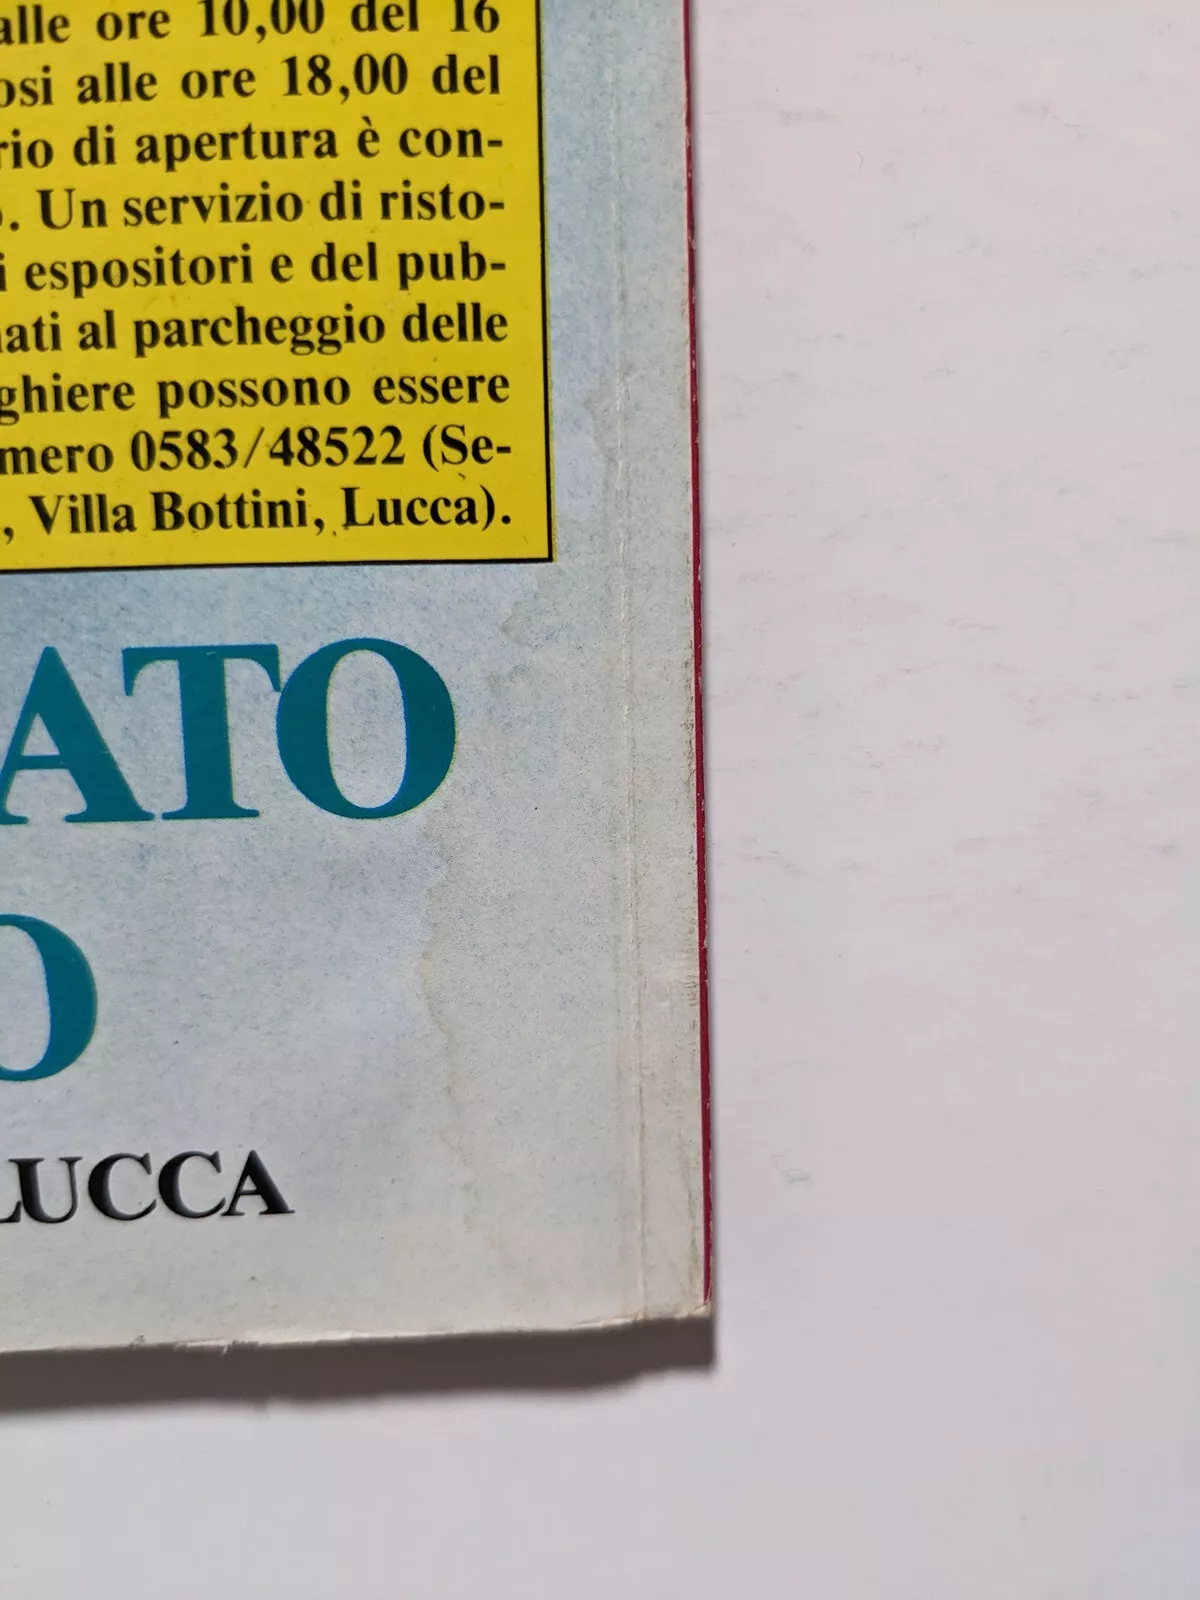 alle ore 10,00 del 16
osi alle ore 18,00 del
rio di apertura è con-
. Un servizio di risto-
i espositori e del pub-
nati al parcheggio delle
ghiere possono essere
mero 0583/48522 (Se-
, Villa Bottini, Lucca).
ATO
O
LUCCA